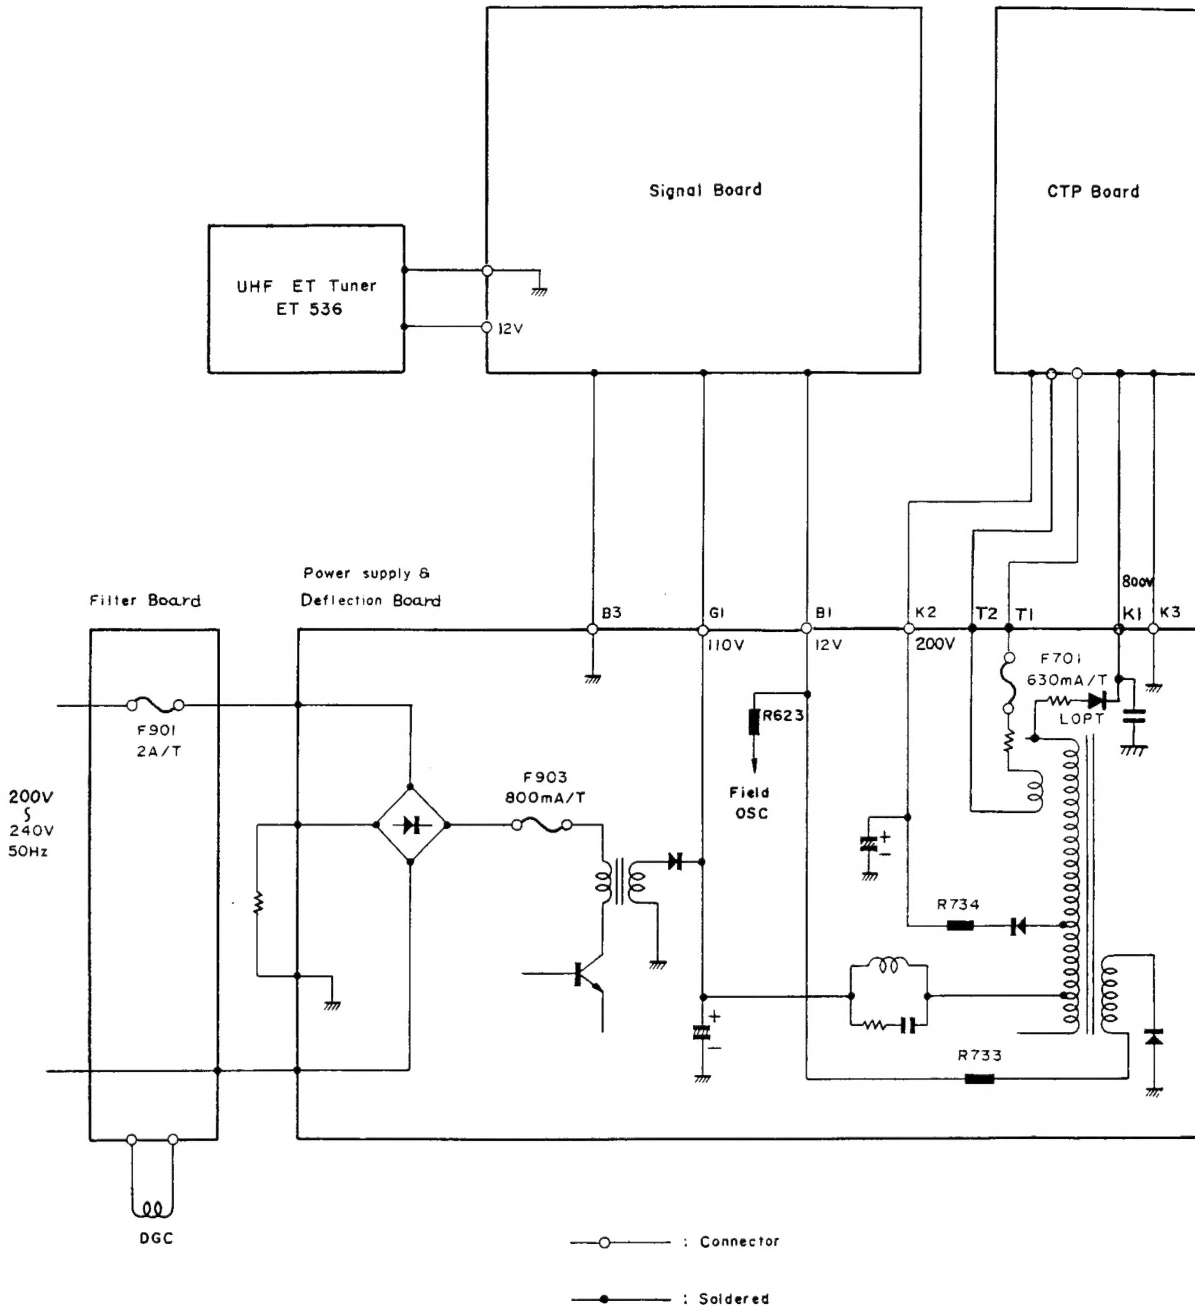 Signal Board
CTP Board
UHF ET Tuner
ET 536
12V
800V
Power supply &
Deflection Board
Filter Board
B3
G1
B1
K2
T2
T1
K1
K3
110V
12V
200V
F701
630mA/T
LOPT
R623
Field
OSC
F901
2A/T
F903
800mA/T
200V
~
240V
50Hz
+
-
R734
+
-
R733
DGC
: Connector
: Soldered